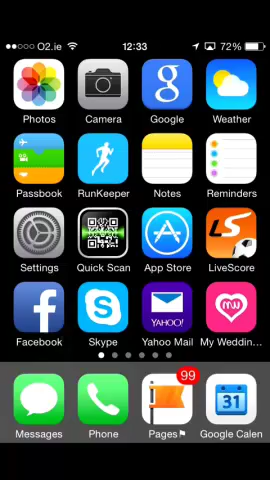 O2.ie 12:33 72%
Photos Camera Google Weather
Passbook RunKeeper Notes Reminders
LS
Settings Quick Scan App Store LiveScore
YAHOO! MW
Facebook Skype Yahoo Mail My Weddin...
99
31
Messages Phone Pages Google Calen